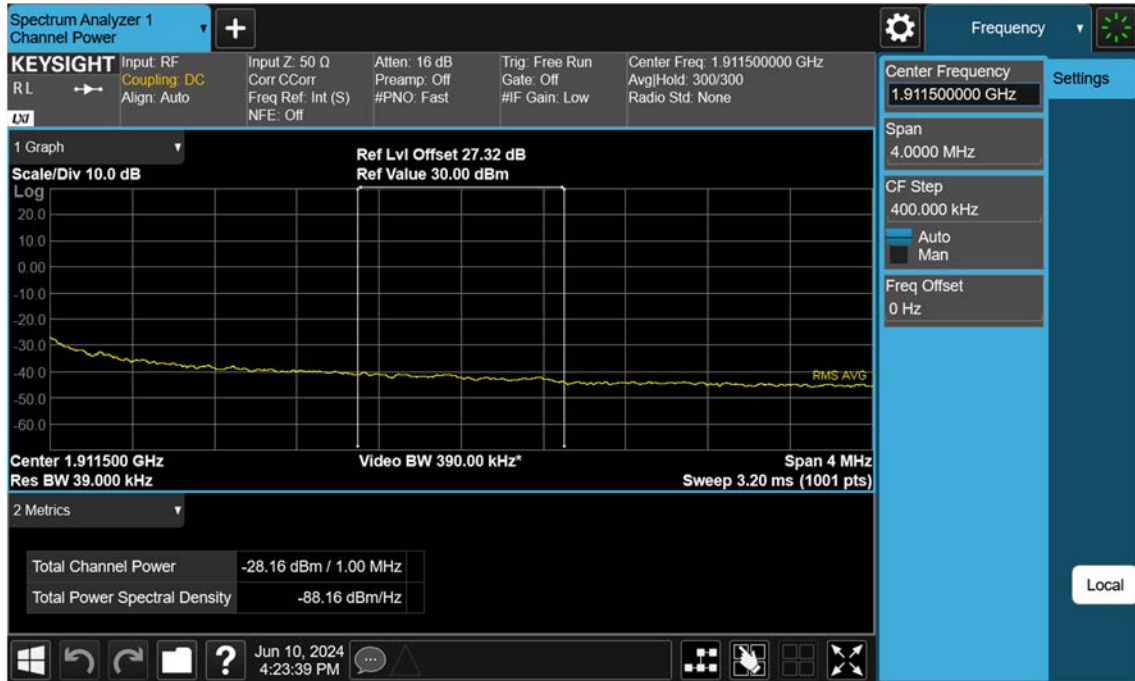 Spectrum Analyzer 1
Channel Power
Frequency
KEYSIGHT
R L
LXI
Input: RF
Coupling: DC
Align: Auto
Input Z: 50 Ω
Corr CCorr
Freq Ref: Int (S)
NFE: Off
Atten: 16 dB
Preamp: Off
#PNO: Fast
Trig: Free Run
Gate: Off
#IF Gain: Low
Center Freq: 1.911500000 GHz
Avg|Hold: 300/300
Radio Std: None
Center Frequency
1.911500000 GHz
Settings
Span
4.0000 MHz
CF Step
400.000 kHz
Auto
Man
Freq Offset
0 Hz
Local
1 Graph
Scale/Div 10.0 dB
Ref Lvl Offset 27.32 dB
Ref Value 30.00 dBm
Log
20.0
10.0
0.00
-10.0
-20.0
-30.0
-40.0
-50.0
-60.0
RMS AVG
Center 1.911500 GHz
Video BW 390.00 kHz*
Span 4 MHz
Res BW 39.000 kHz
Sweep 3.20 ms (1001 pts)
2 Metrics
Total Channel Power -28.16 dBm / 1.00 MHz
Total Power Spectral Density -88.16 dBm/Hz
?
Jun 10, 2024
4:23:39 PM